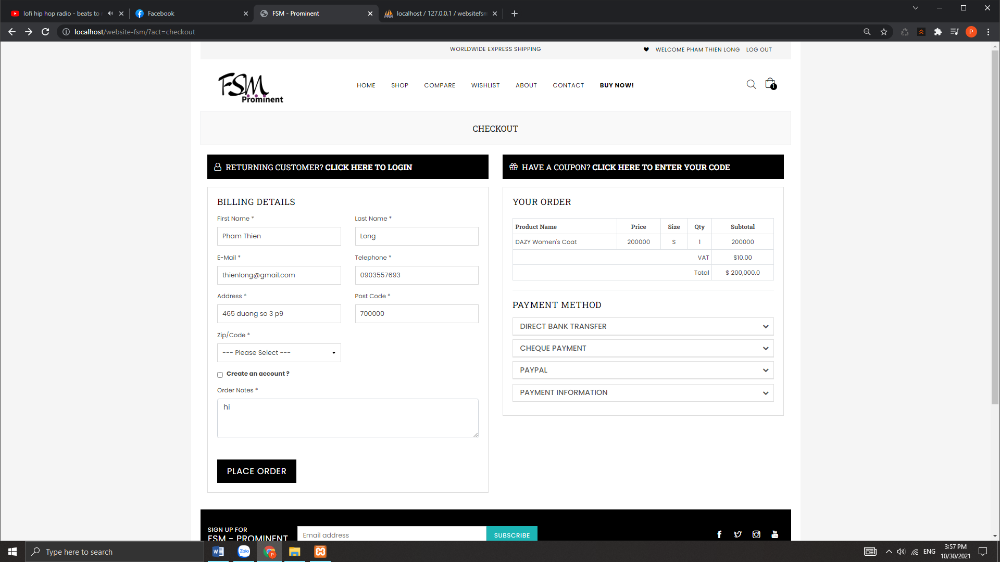 lofi hip hop radio - beats to
Facebook
FSM - Prominent
localhost / 127.0.0.1 / websitefsm
localhost/website-fsm/?act=checkout
P
WORLDWIDE EXPRESS SHIPPING
WELCOME PHAM THIEN LONG
LOG OUT
FSM
Prominent
HOME
SHOP
COMPARE
WISHLIST
ABOUT
CONTACT
BUY NOW!
1
CHECKOUT
RETURNING CUSTOMER? CLICK HERE TO LOGIN
HAVE A COUPON? CLICK HERE TO ENTER YOUR CODE
BILLING DETAILS
First Name *
Last Name *
Pham Thien
Long
E-Mail *
Telephone *
thienlong@gmail.com
0903557693
Address *
Post Code *
465 duong so 3 p9
700000
Zip/Code *
--- Please Select ---
Create an account ?
Order Notes *
hi
PLACE ORDER
YOUR ORDER
Product Name Price Size Qty Subtotal
DAZY Women's Coat 200000 S 1 200000
VAT $10.00
Total $ 200,000.0
PAYMENT METHOD
DIRECT BANK TRANSFER
CHEQUE PAYMENT
PAYPAL
PAYMENT INFORMATION
SIGN UP FOR
FSM - PROMINENT
Email address
SUBSCRIBE
Type here to search
Zalo
ENG
3:57 PM
10/30/2021